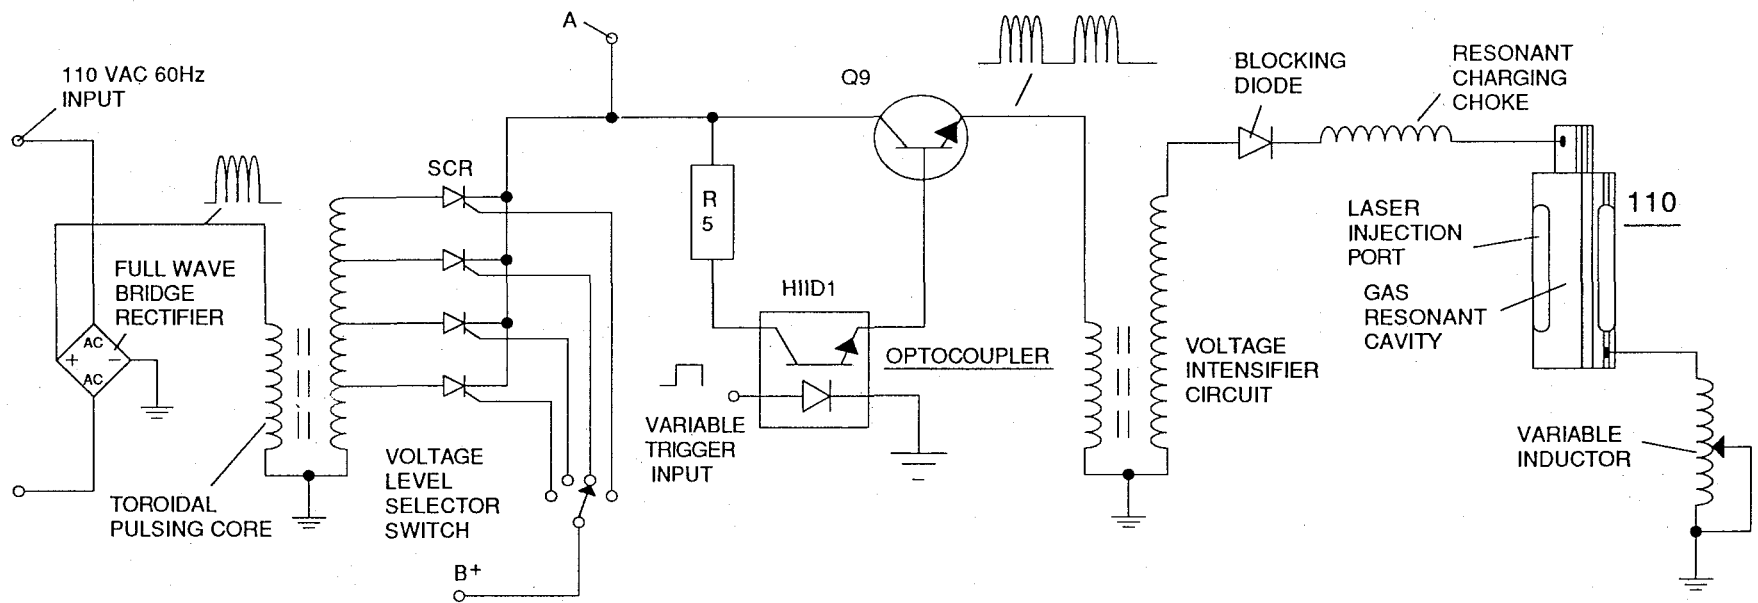 A
110 VAC 60Hz
INPUT
SCR
Q9
BLOCKING
DIODE
RESONANT
CHARGING
CHOKE
FULL WAVE
BRIDGE
RECTIFIER
AC
+
−
AC
R
5
HIID1
OPTOCOUPLER
VARIABLE
TRIGGER
INPUT
VOLTAGE
INTENSIFIER
CIRCUIT
LASER
INJECTION
PORT
110
GAS
RESONANT
CAVITY
VARIABLE
INDUCTOR
TOROIDAL
PULSING CORE
VOLTAGE
LEVEL
SELECTOR
SWITCH
B+